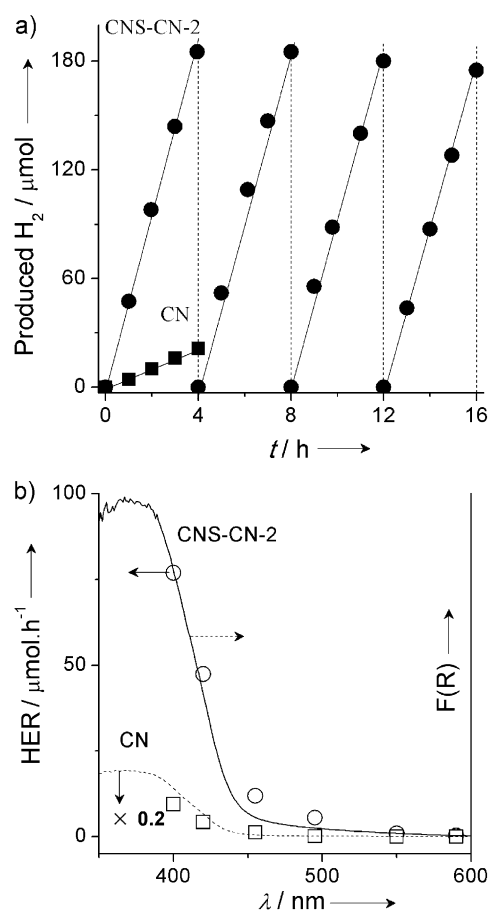 a)
CNS-CN-2
180
120
60
0
Produced H₂ / μmol
CN
0 4 8 12 16
t / h
b)
100
50
0
HER / μmol.h⁻¹
CNS-CN-2
CN
× 0.2
F(R)
400 500 600
λ / nm